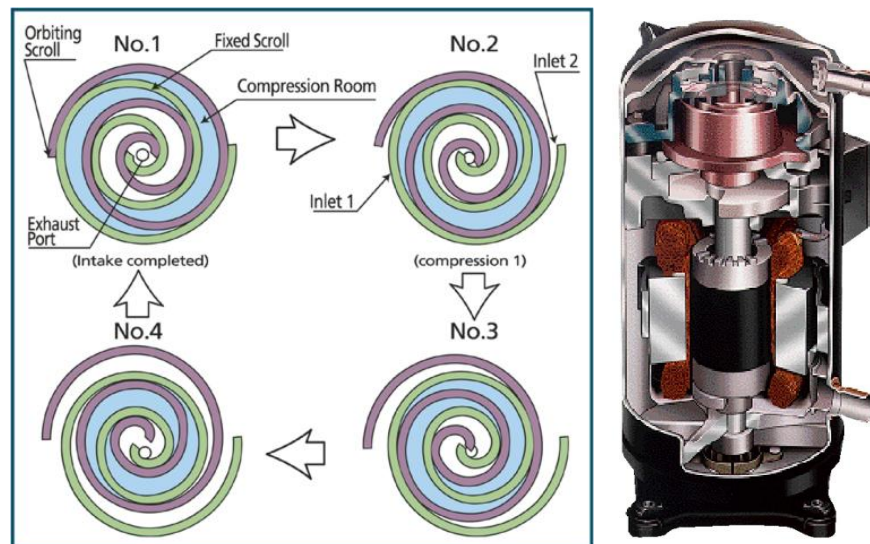 Orbiting
Scroll
No.1
Fixed Scroll
Compression Room
No.2
Inlet 2
Inlet 1
Exhaust
Port
(Intake completed)
(compression 1)
No.4
No.3